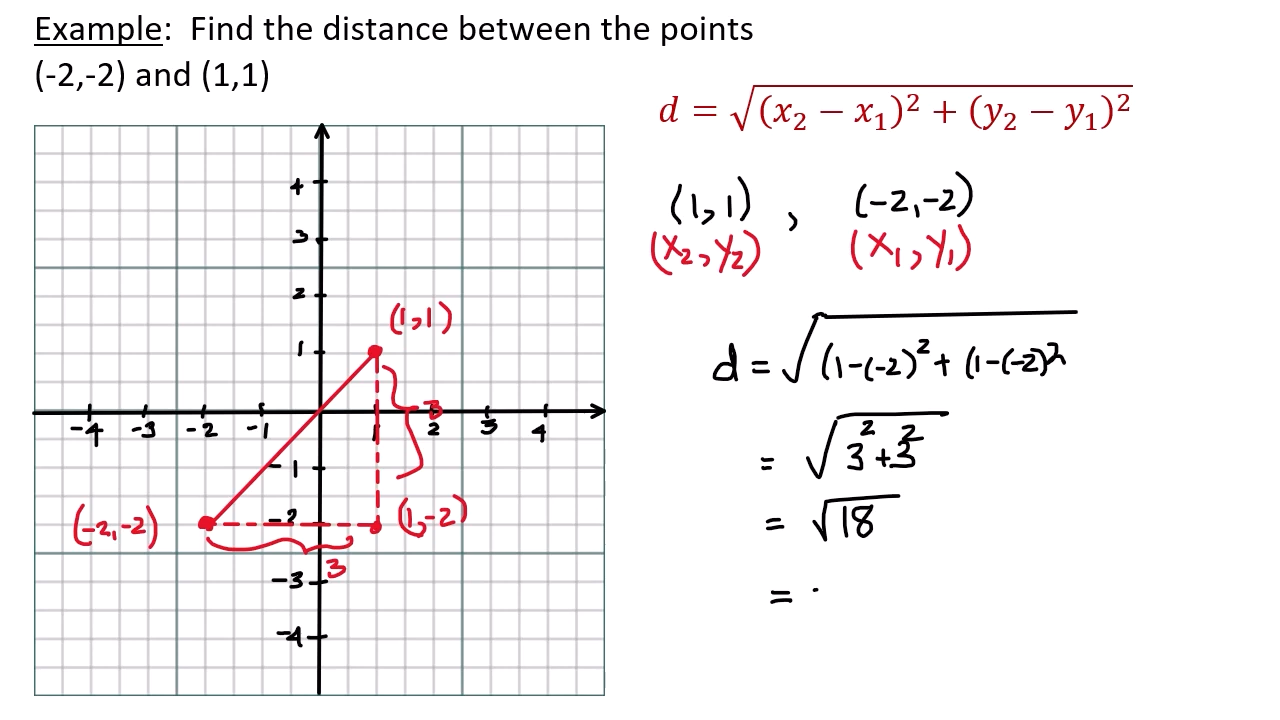 Example: Find the distance between the points
(-2,-2) and (1,1)
d = √(x₂ − x₁)² + (y₂ − y₁)²
(1,1) , (-2,-2)
(x₂,y₂) (x₁,y₁)
d = √(1-(-2)² + (1-(-2)²
= √3²+3²
= √18
=
4
3
2
(1,1)
1
3
-4 -3 -2 -1 1 2 3 4
-1
(-2,-2) -2 (1,-2)
3
-3
-4